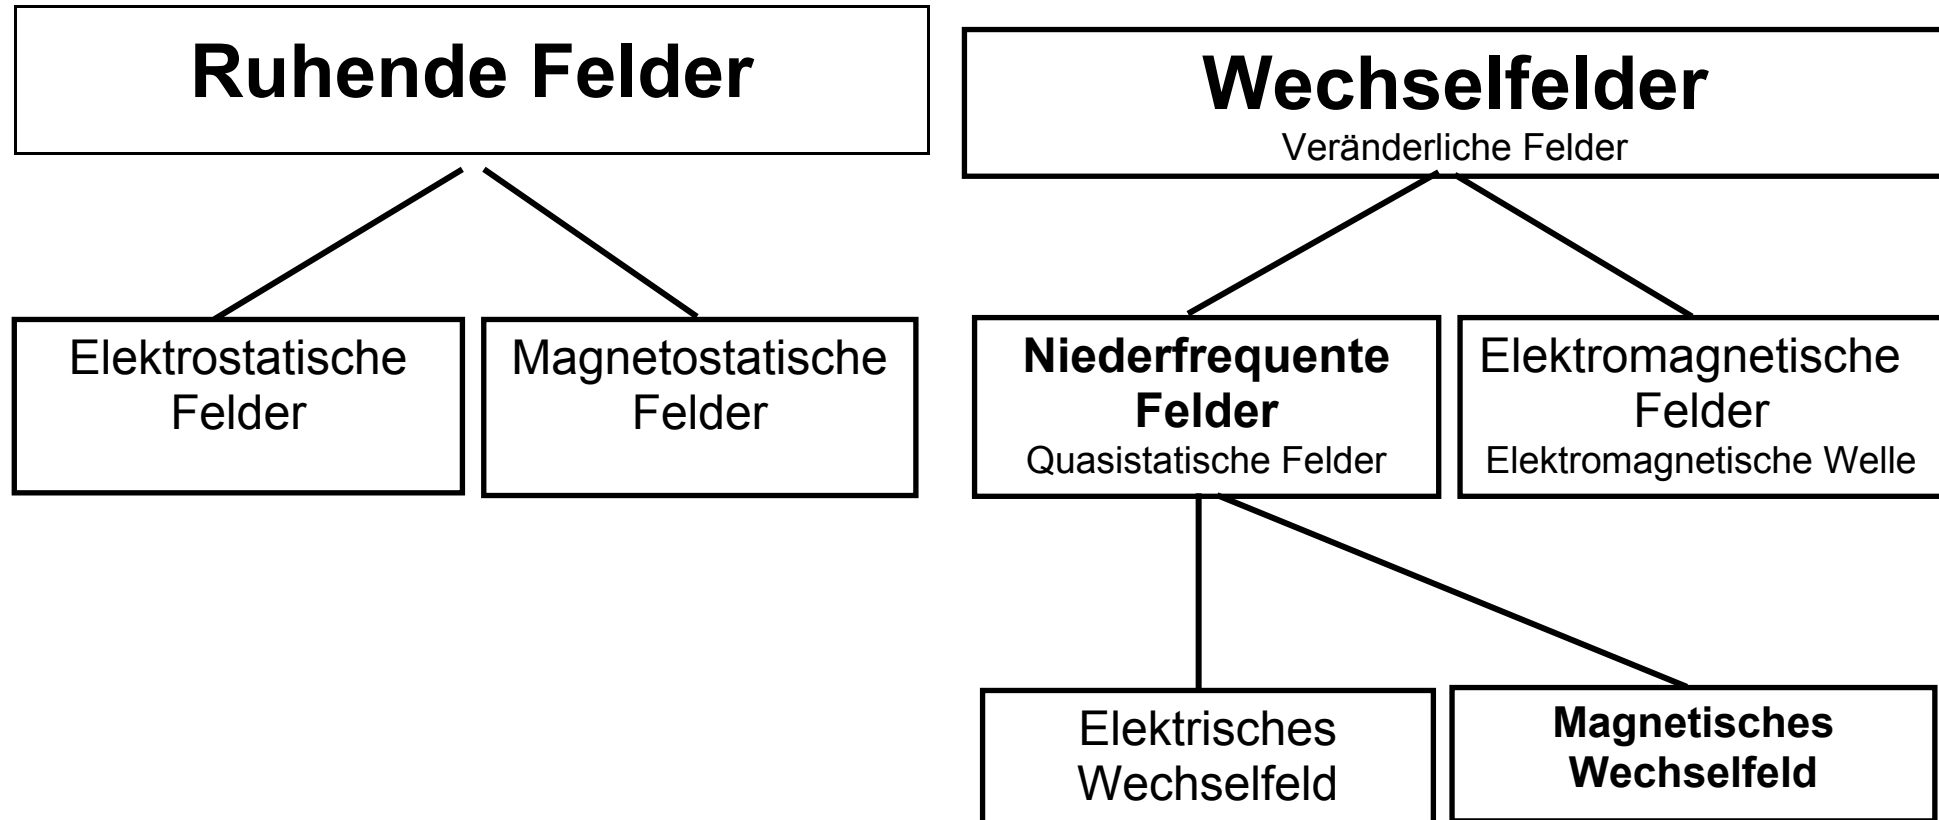 Ruhende Felder
Wechselfelder
Veränderliche Felder
Elektrostatische
Felder
Magnetostatische
Felder
Niederfrequente
Felder
Quasistatische Felder
Elektromagnetische
Felder
Elektromagnetische Welle
Elektrisches
Wechselfeld
Magnetisches
Wechselfeld